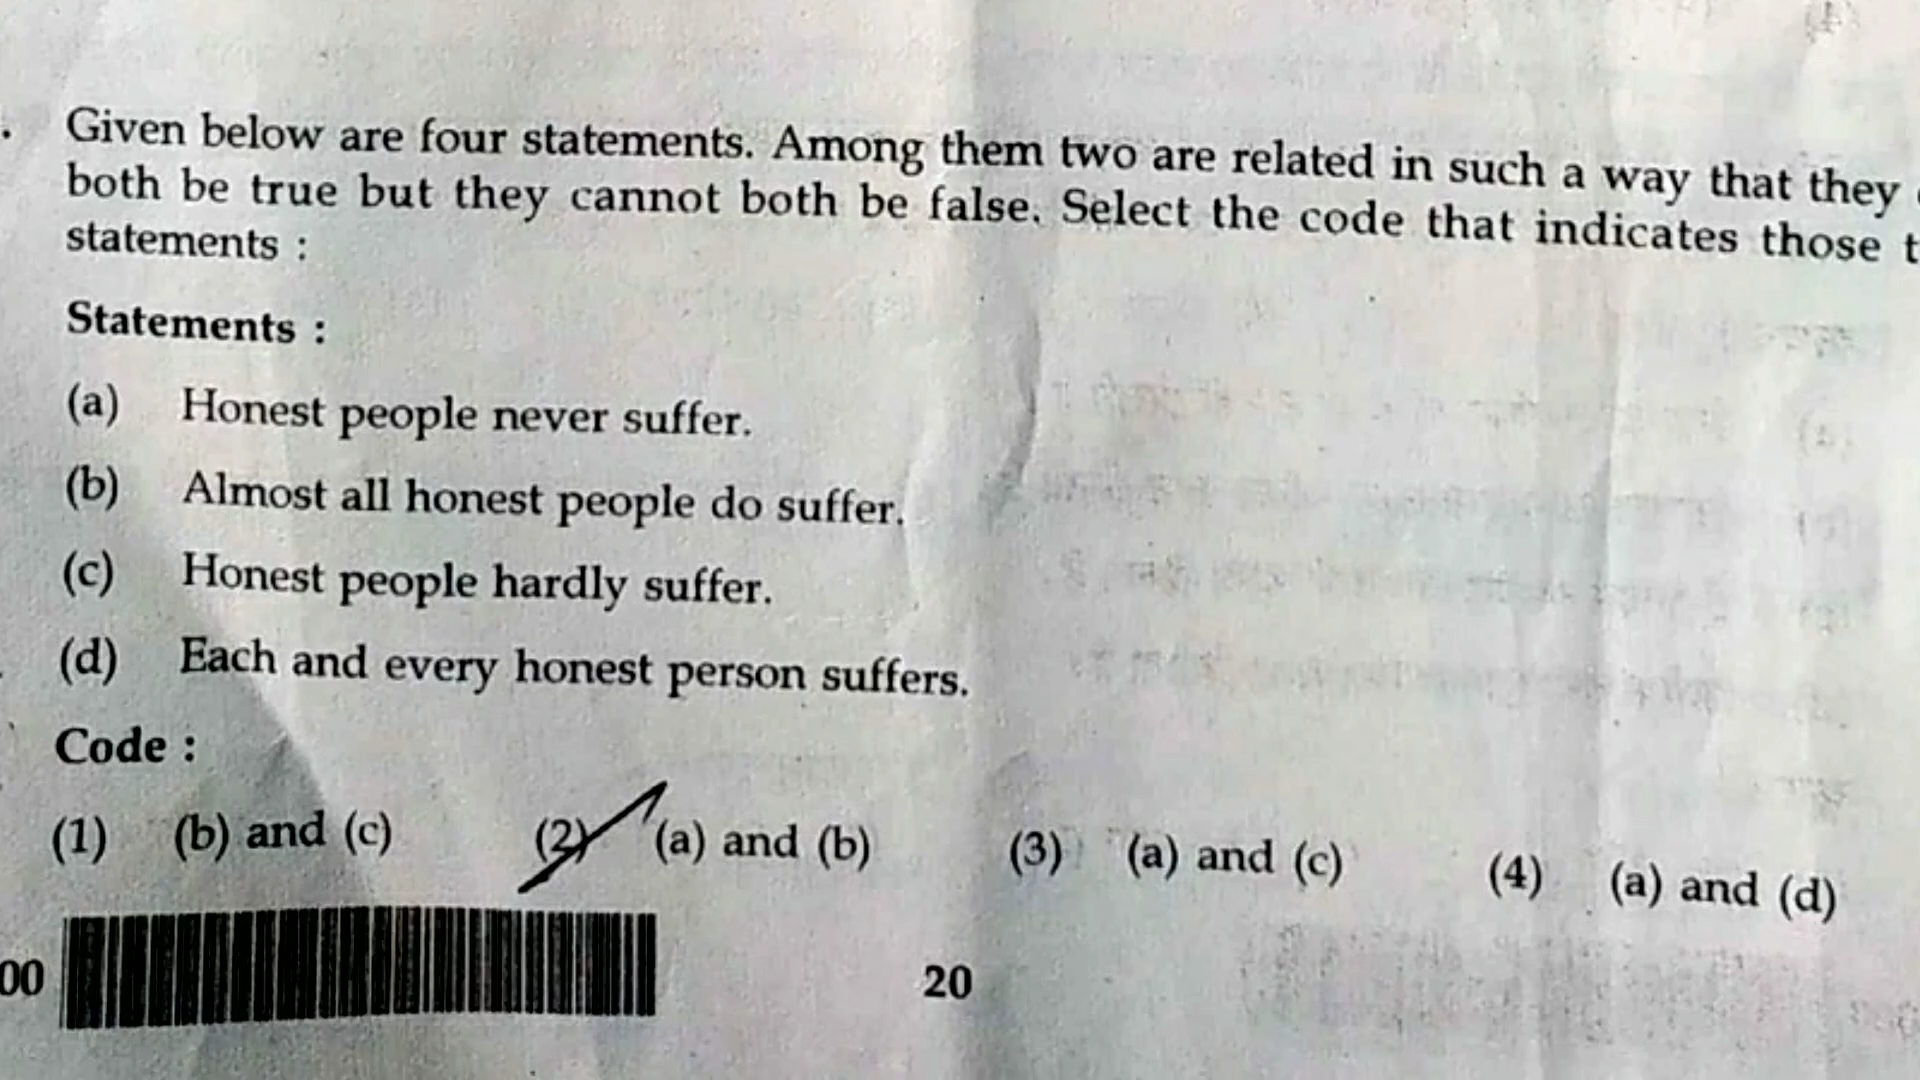 . Given below are four statements. Among them two are related in such a way that they
both be true but they cannot both be false. Select the code that indicates those t
statements :
Statements :
(a) Honest people never suffer.
(b) Almost all honest people do suffer.
(c) Honest people hardly suffer.
(d) Each and every honest person suffers.
Code :
(1) (b) and (c) (2) (a) and (b) (3) (a) and (c) (4) (a) and (d)
00 20